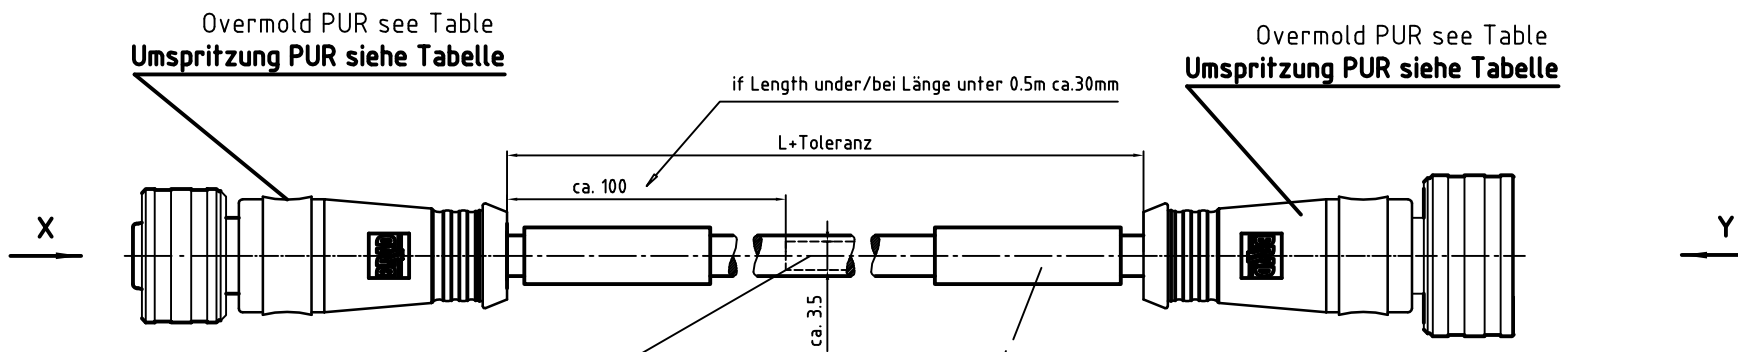 Overmold PUR see Table
Umspritzung PUR siehe Tabelle
Overmold PUR see Table
Umspritzung PUR siehe Tabelle
if Length under/bei Länge unter 0.5m ca.30mm
L+Toleranz
ca. 100
X
Y
ca. 3.5